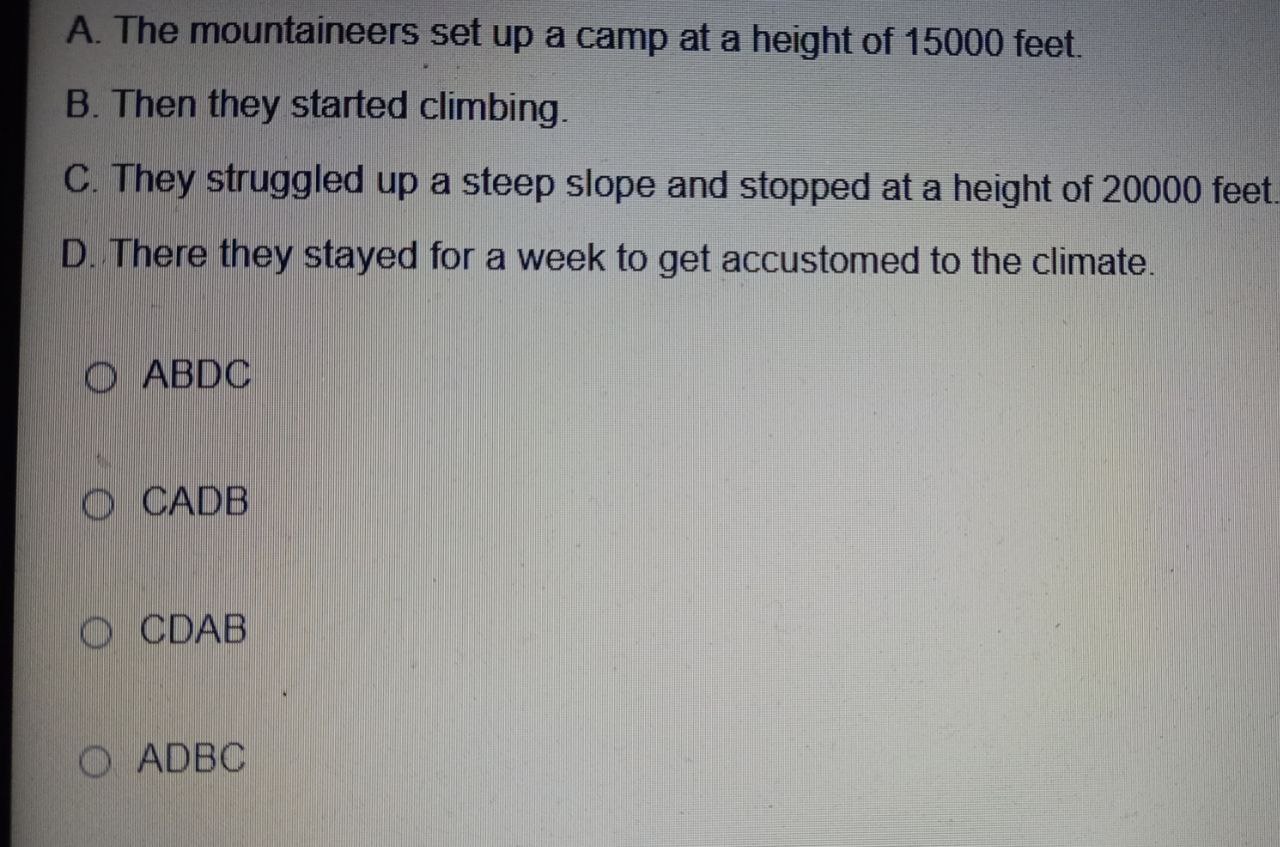 A. The mountaineers set up a camp at a height of 15000 feet.
B. Then they started climbing.
C. They struggled up a steep slope and stopped at a height of 20000 feet.
D. There they stayed for a week to get accustomed to the climate.
ABDC
CADB
CDAB
ADBC